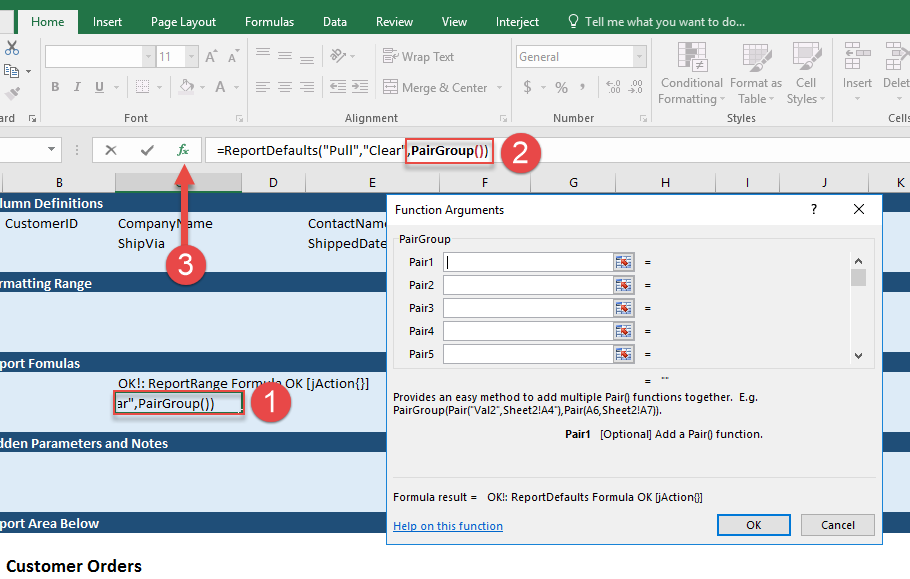 Home Insert Page Layout Formulas Data Review View Interject Tell me what you want to do...
11 A A Wrap Text General
B I U A Merge & Center $ % , .00 .0 Conditional Formatting Format as Table Cell Styles Insert Delet
Font Alignment Number Styles Cells
=ReportDefaults("Pull","Clear",PairGroup()) 2
B D E F G H I J K
lumn Definitions
CustomerID CompanyName ContactName
ShipVia ShippedDate
3
rmatting Range
port Fomulas
OK!: ReportRange Formula OK [jAction{}]
ar",PairGroup()) 1
dden Parameters and Notes
port Area Below
Customer Orders
Function Arguments ? ×
PairGroup
Pair1 =
Pair2 =
Pair3 =
Pair4 =
Pair5 =
= ""
Provides an easy method to add multiple Pair() functions together. E.g.
PairGroup(Pair("Val2",Sheet2!A4"),Pair(A6,Sheet2!A7)).
Pair1 [Optional] Add a Pair() function.
Formula result = OK!: ReportDefaults Formula OK [jAction{}]
Help on this function OK Cancel